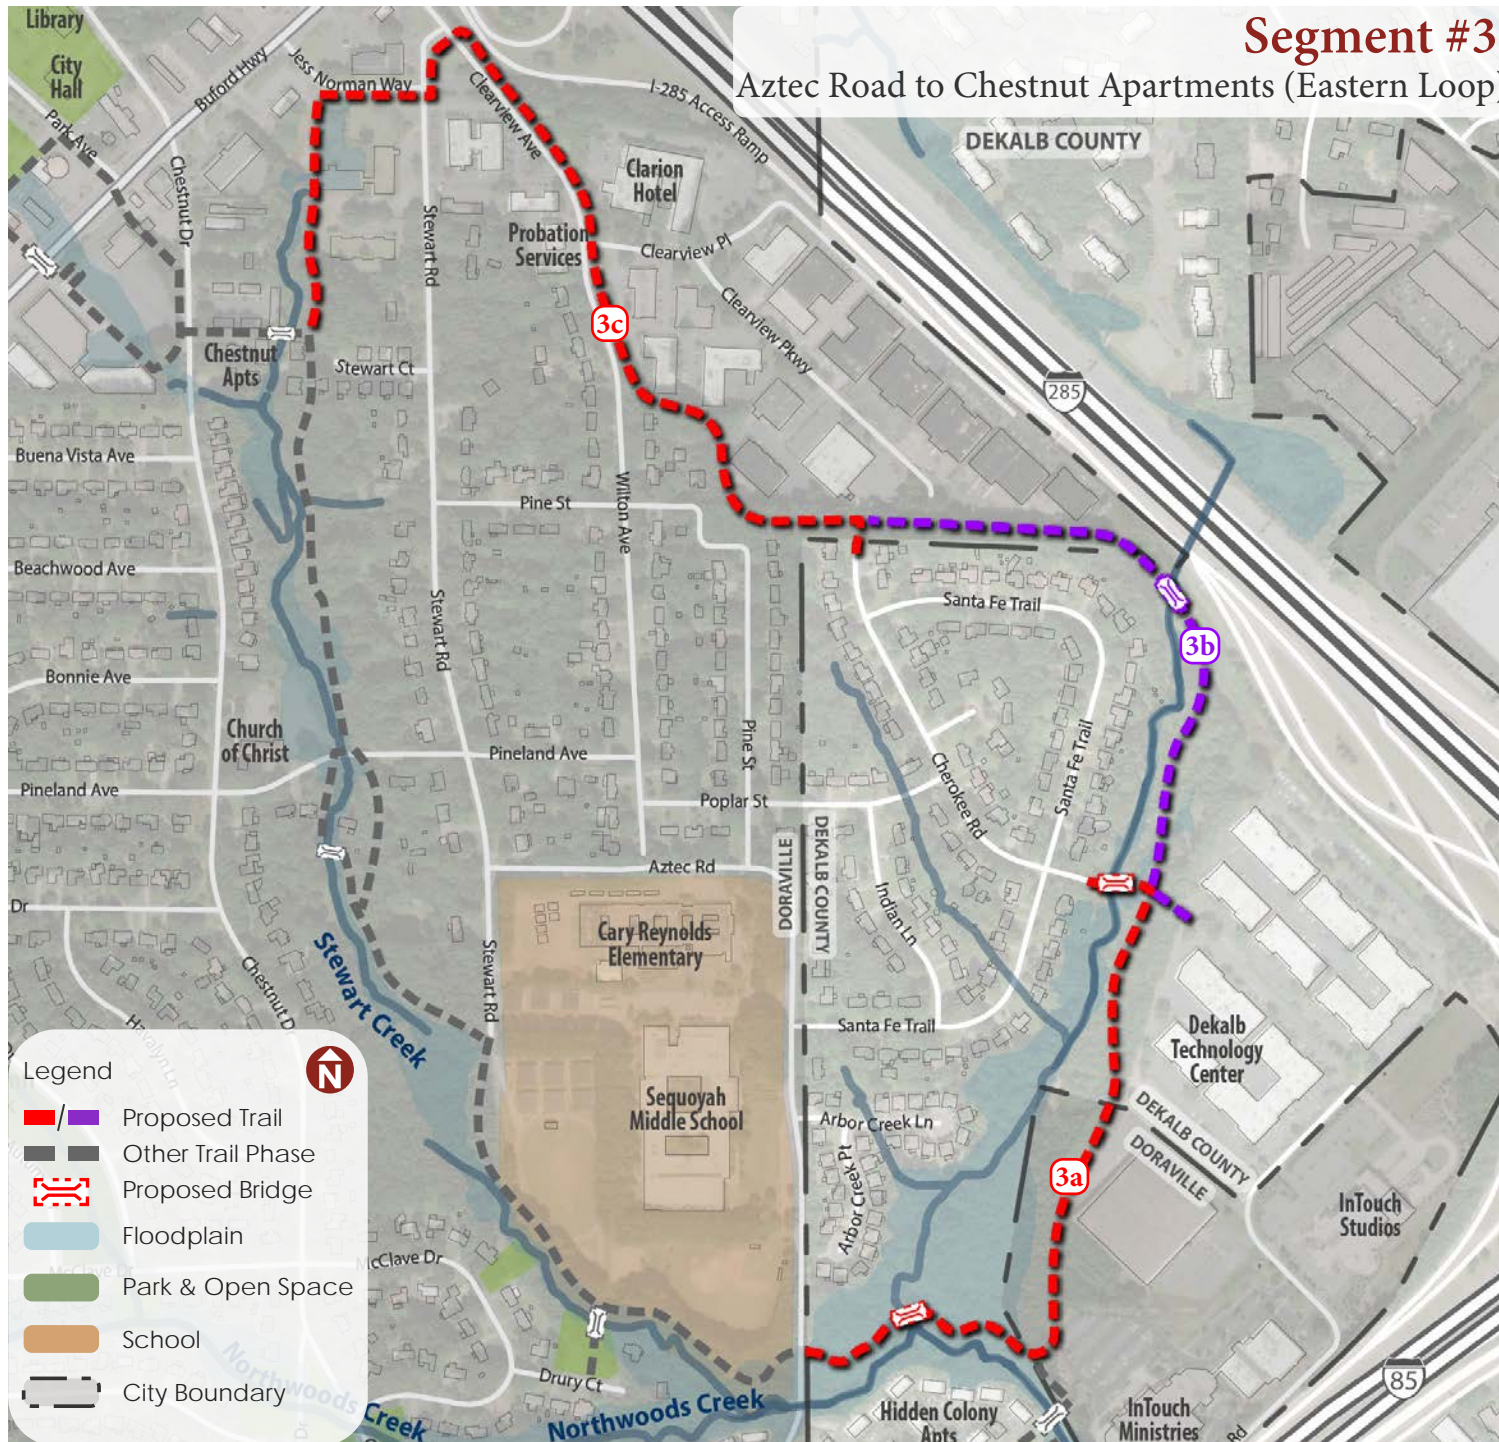 Segment #3
Aztec Road to Chestnut Apartments (Eastern Loop)
Library
City
Hall
Park Ave
Buford Hwy
Jess Norman Way
Clearview Ave
I-285 Access Ramp
DEKALB COUNTY
Chestnut Dr
Stewart Rd
Clarion
Hotel
Probation
Services
Clearview Pl
Clearview Pkwy
3c
285
Chestnut
Apts
Stewart Ct
Buena Vista Ave
Pine St
Wilton Ave
Beachwood Ave
Santa Fe Trail
Stewart Rd
3b
Bonnie Ave
Church
of Christ
Pineland Ave
Pine St
Santa Fe Trail
Cherokee Rd
Pineland Ave
Poplar St
DORAVILLE
DEKALB COUNTY
Aztec Rd
Indian Ln
Dr
Cary Reynolds
Elementary
Stewart Creek
Chestnut D
Stewart Rd
Santa Fe Trail
Dekalb
Technology
Center
Sequoyah
Middle School
Arbor Creek Ln
Arbor Creek Pt
DEKALB COUNTY
DORAVILLE
3a
InTouch
Studios
McClave Dr
Drury Ct
Northwoods Creek
Hidden Colony
Apts
InTouch
Ministries
Rd
85
Legend
N
/
Proposed Trail
Other Trail Phase
Proposed Bridge
Floodplain
McClave Dr
Park & Open Space
School
City Boundary
Northwoods Creek